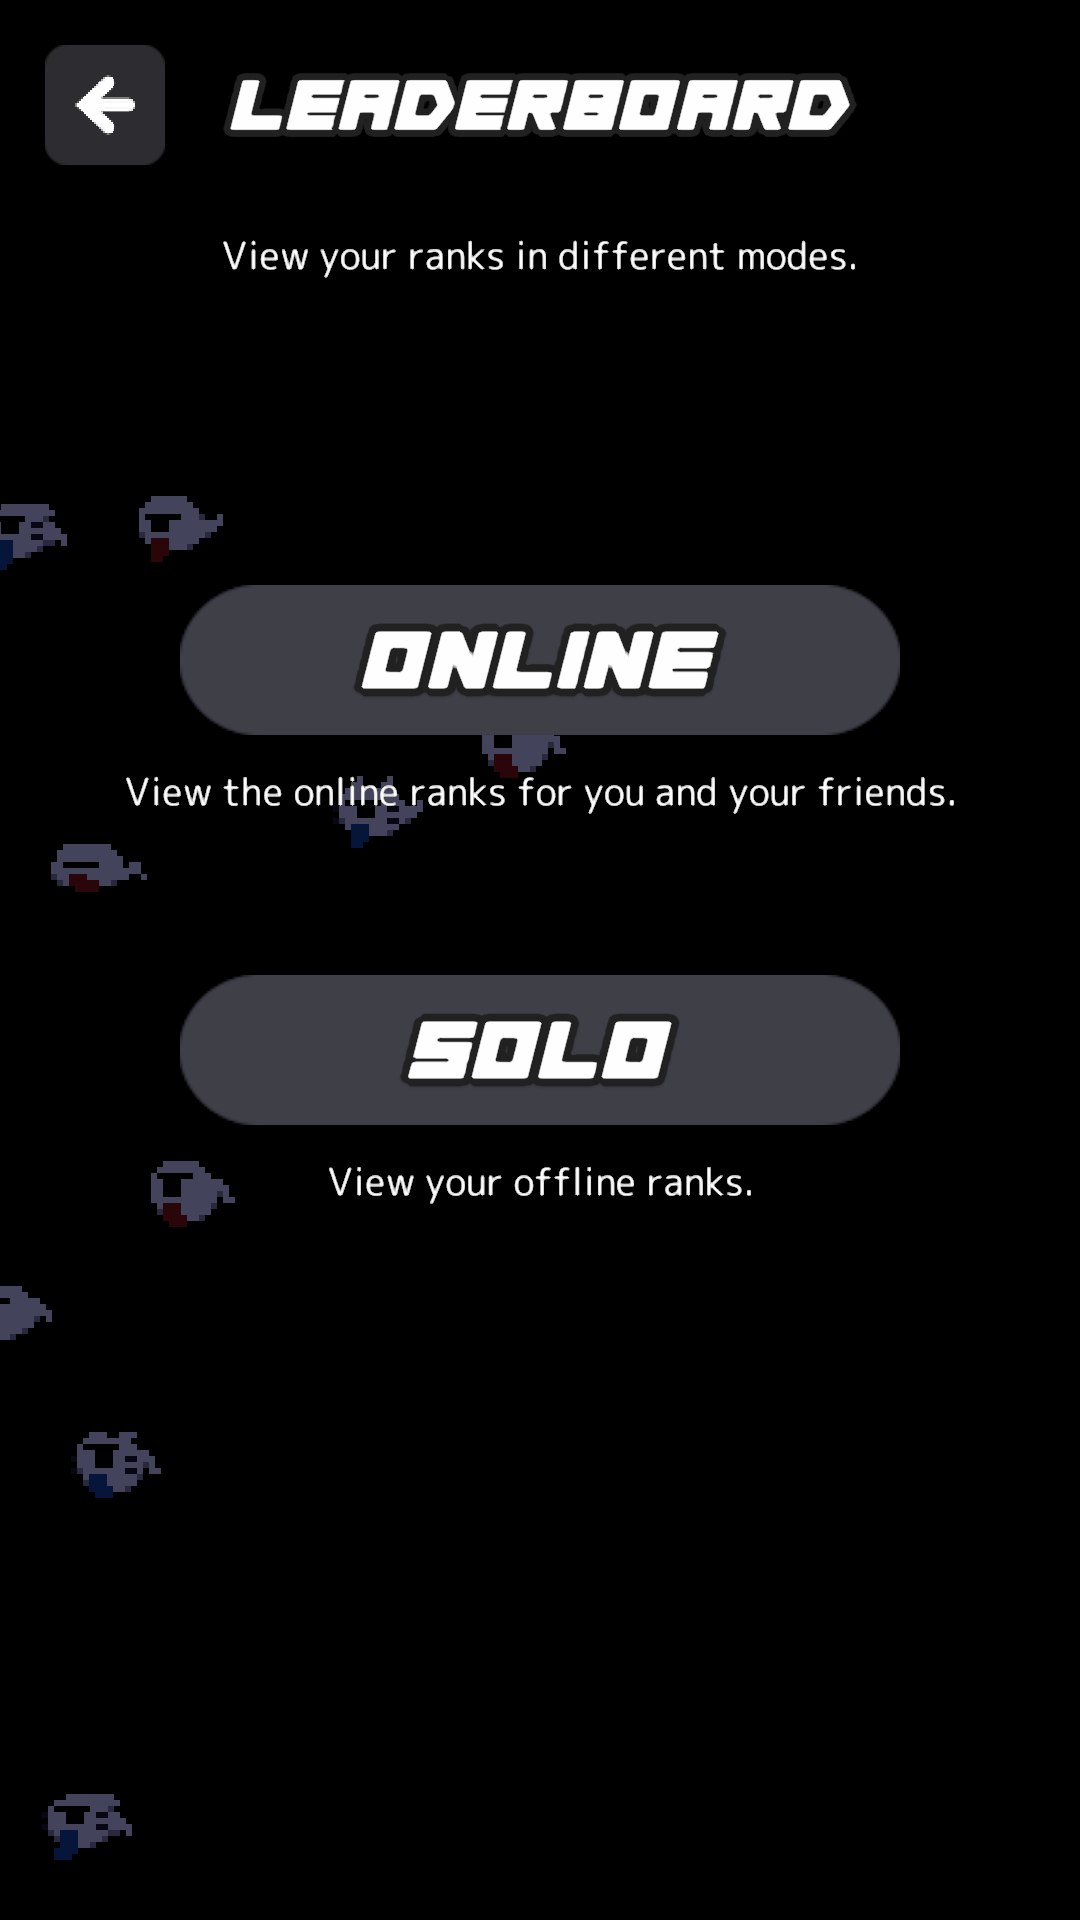 LEADERBOARD
View your ranks in different modes.
ONLINE
View the online ranks for you and your friends.
SOLO
View your offline ranks.